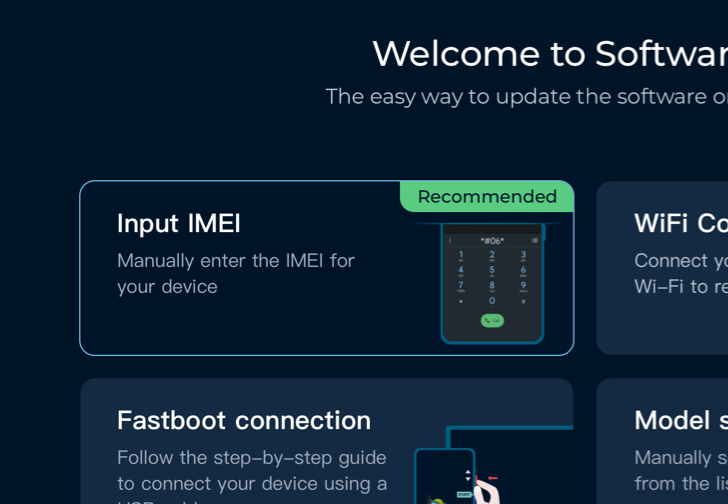 Welcome to Softwar
The easy way to update the software o
Recommended
Input IMEI
Manually enter the IMEI for
your device
*#06*
1 2 3
4 5 6
7 8 9
* 0 #
WiFi Co
Connect yo
Wi-Fi to re
Fastboot connection
Follow the step-by-step guide
to connect your device using a
Model s
Manually s
from the lis
START